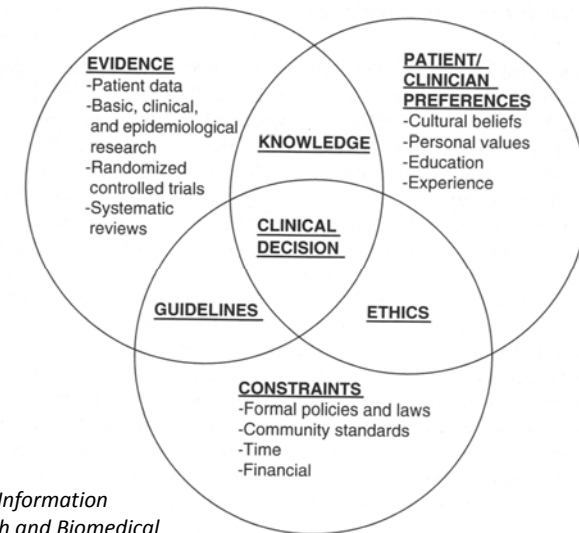 EVIDENCE
-Patient data
-Basic, clinical,
and epidemiological
research
-Randomized
controlled trials
-Systematic
reviews
KNOWLEDGE
PATIENT/
CLINICIAN
PREFERENCES
-Cultural beliefs
-Personal values
-Education
-Experience
CLINICAL
DECISION
GUIDELINES
ETHICS
CONSTRAINTS
-Formal policies and laws
-Community standards
-Time
-Financial
Information
h and Biomedical